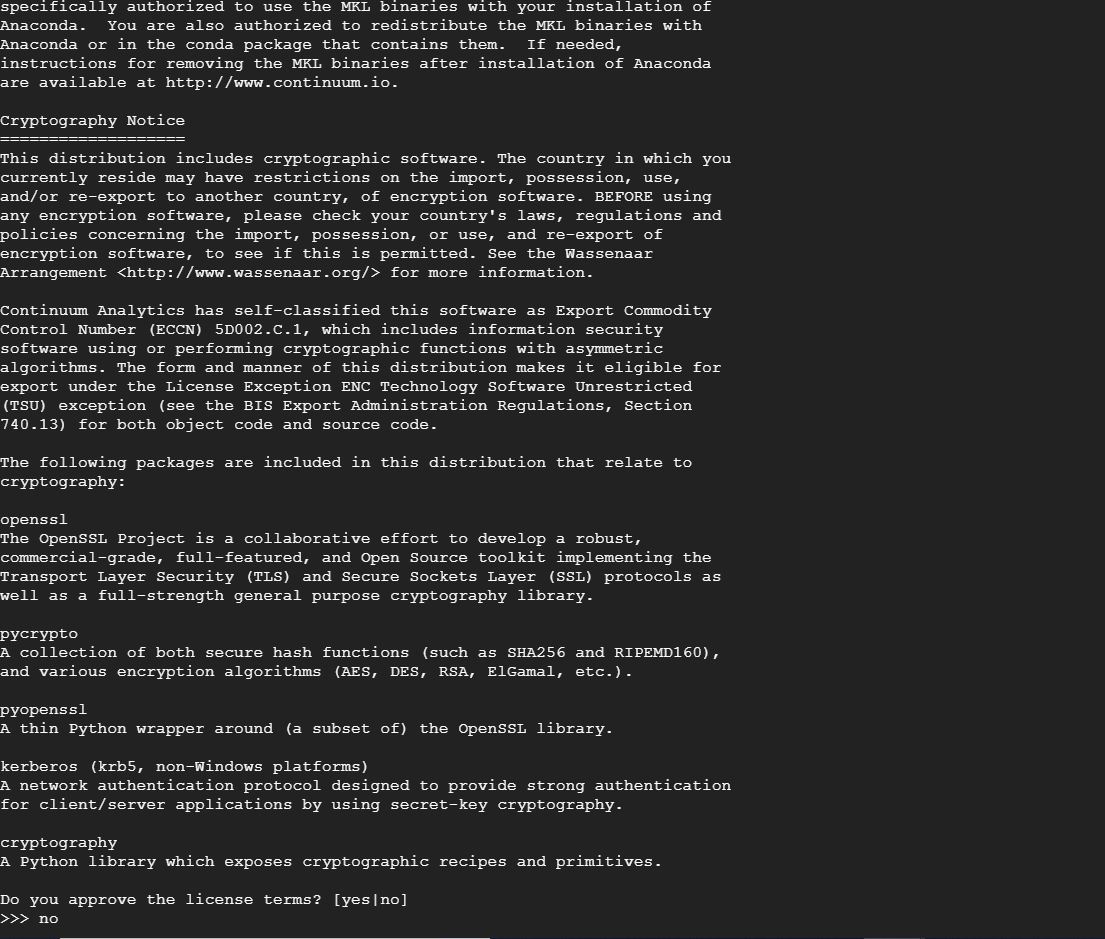 specifically authorized to use the MKL binaries with your installation of
Anaconda.  You are also authorized to redistribute the MKL binaries with
Anaconda or in the conda package that contains them.  If needed,
instructions for removing the MKL binaries after installation of Anaconda
are available at http://www.continuum.io.

Cryptography Notice
===================
This distribution includes cryptographic software. The country in which you
currently reside may have restrictions on the import, possession, use,
and/or re-export to another country, of encryption software. BEFORE using
any encryption software, please check your country's laws, regulations and
policies concerning the import, possession, or use, and re-export of
encryption software, to see if this is permitted. See the Wassenaar
Arrangement <http://www.wassenaar.org/> for more information.

Continuum Analytics has self-classified this software as Export Commodity
Control Number (ECCN) 5D002.C.1, which includes information security
software using or performing cryptographic functions with asymmetric
algorithms. The form and manner of this distribution makes it eligible for
export under the License Exception ENC Technology Software Unrestricted
(TSU) exception (see the BIS Export Administration Regulations, Section
740.13) for both object code and source code.

The following packages are included in this distribution that relate to
cryptography:

openssl
The OpenSSL Project is a collaborative effort to develop a robust,
commercial-grade, full-featured, and Open Source toolkit implementing the
Transport Layer Security (TLS) and Secure Sockets Layer (SSL) protocols as
well as a full-strength general purpose cryptography library.

pycrypto
A collection of both secure hash functions (such as SHA256 and RIPEMD160),
and various encryption algorithms (AES, DES, RSA, ElGamal, etc.).

pyopenssl
A thin Python wrapper around (a subset of) the OpenSSL library.

kerberos (krb5, non-Windows platforms)
A network authentication protocol designed to provide strong authentication
for client/server applications by using secret-key cryptography.

cryptography
A Python library which exposes cryptographic recipes and primitives.

Do you approve the license terms? [yes|no]
>>> no